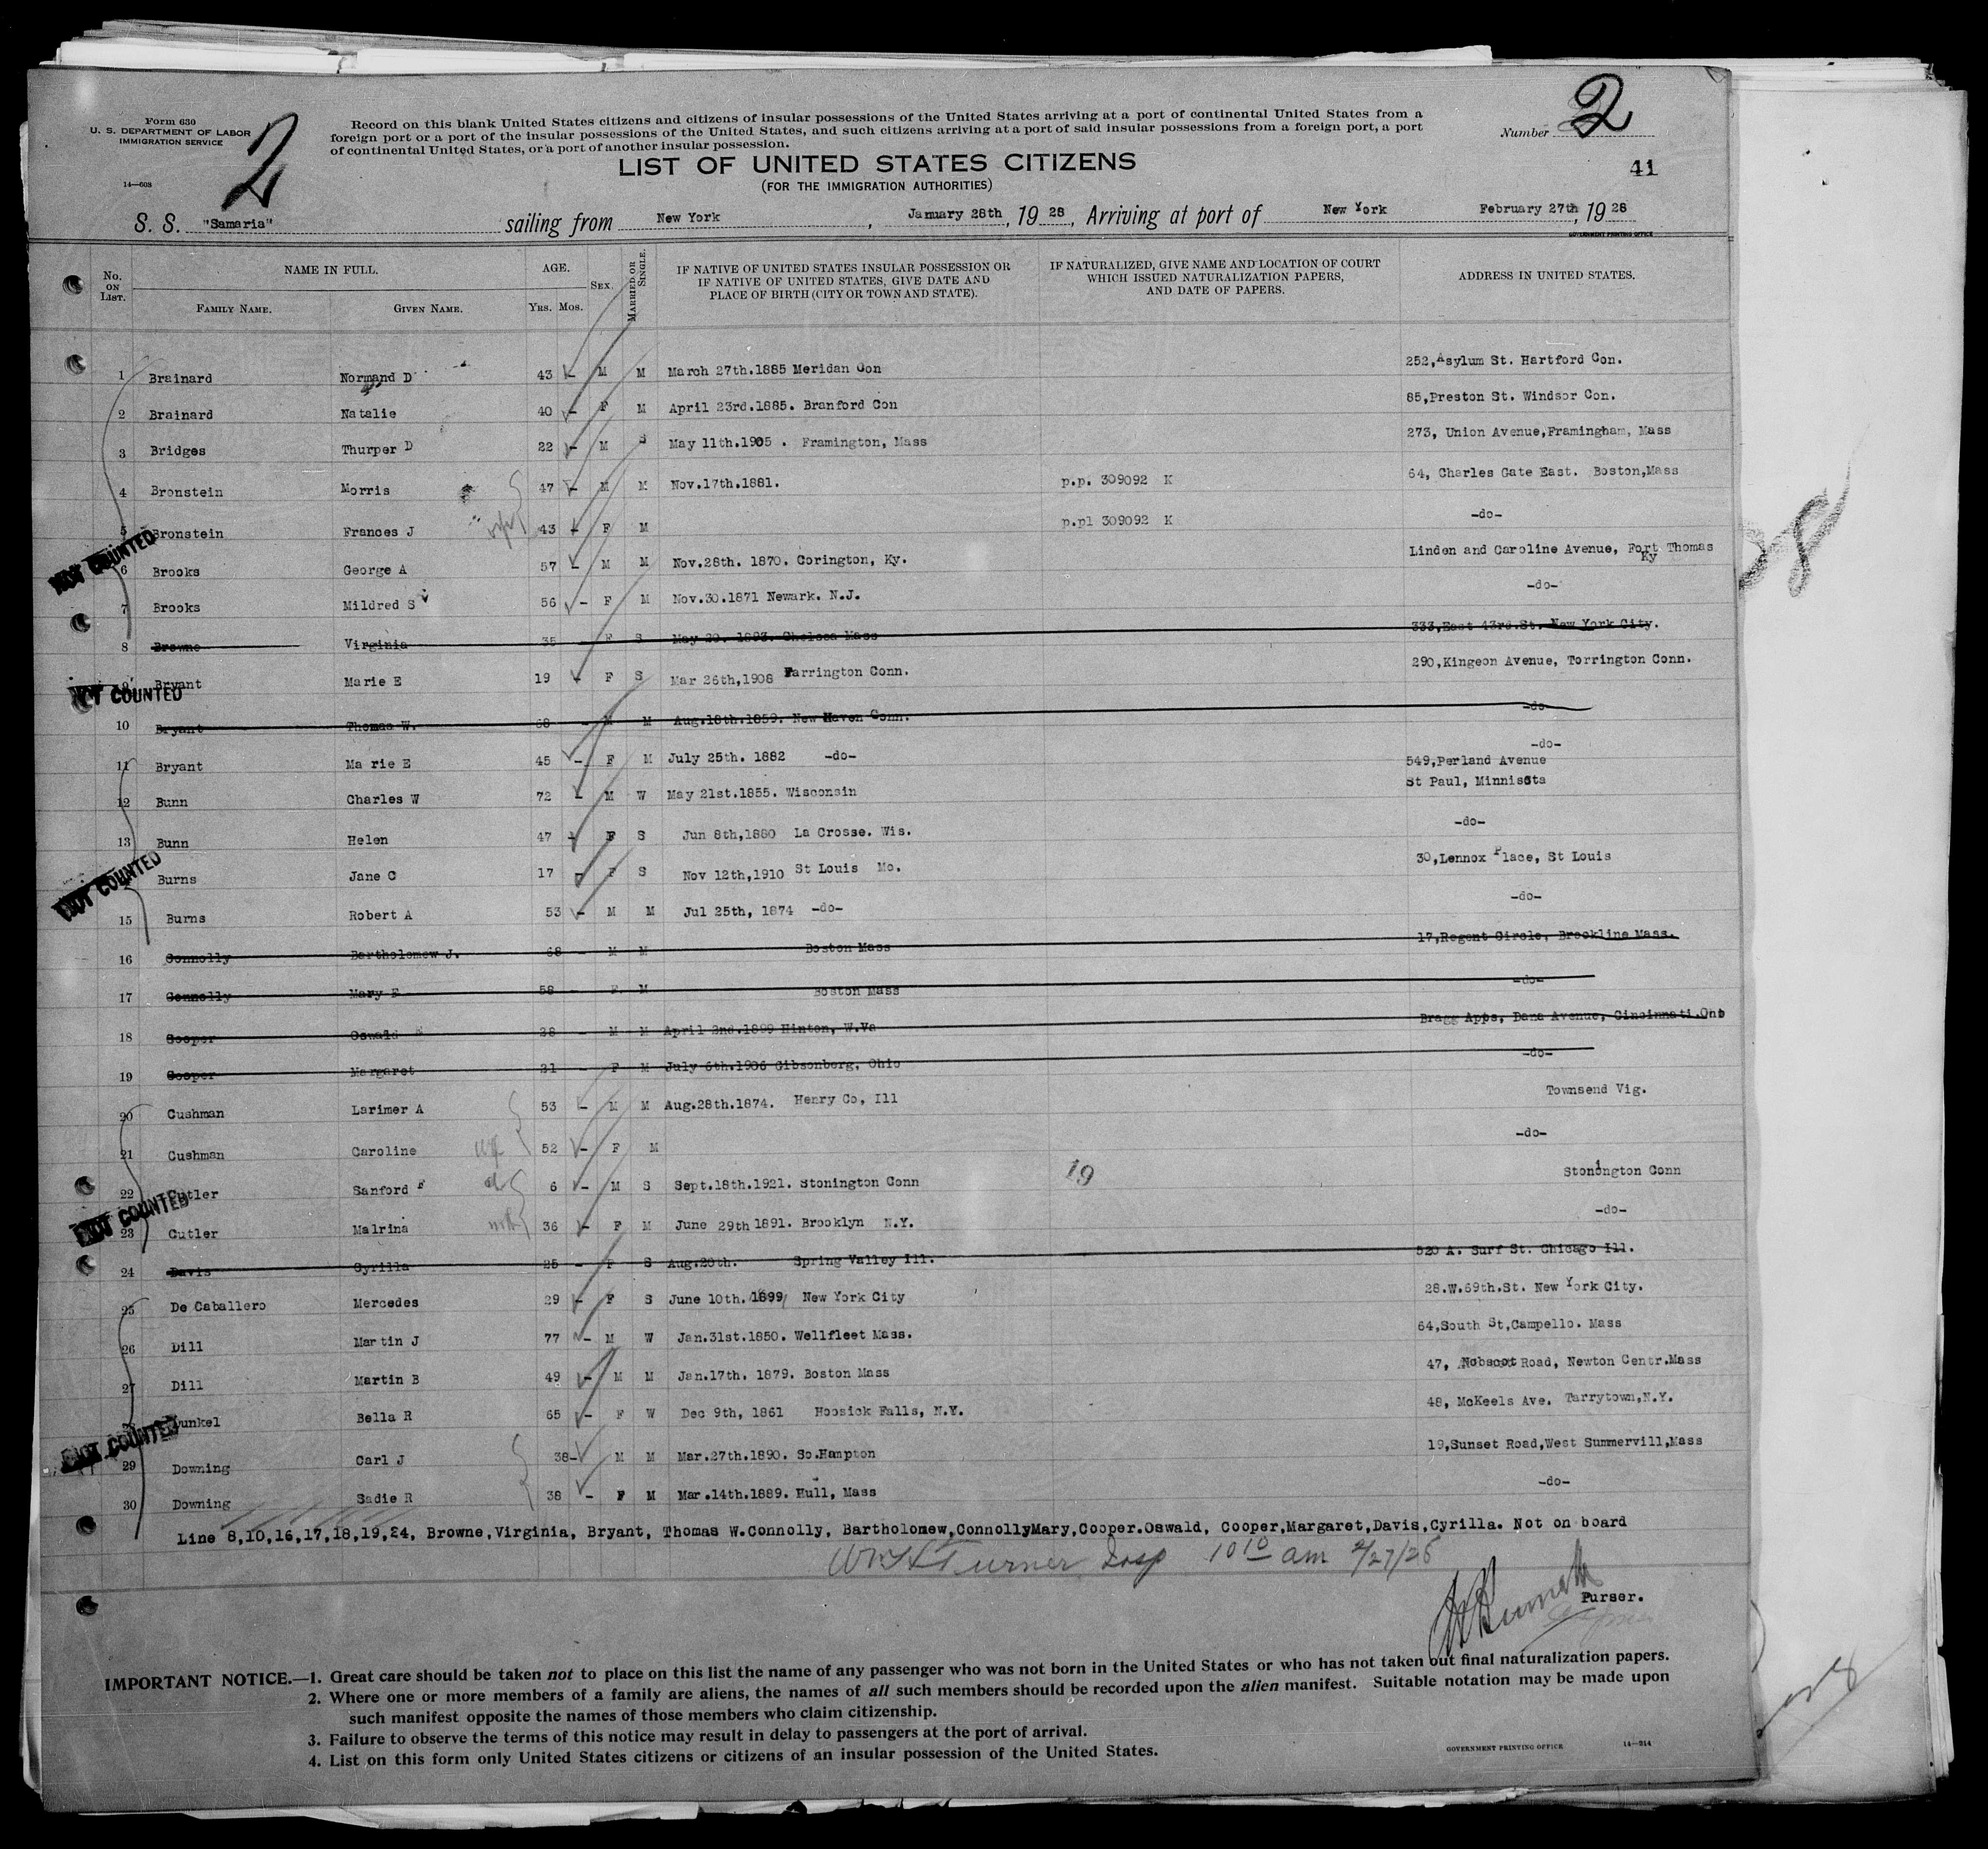 Form 630
U. S. DEPARTMENT OF LABOR
IMMIGRATION SERVICE
14—608
2
Record on this blank United States citizens and citizens of insular possessions of the United States arriving at a port of continental United States from a
foreign port or a port of the insular possessions of the United States, and such citizens arriving at a port of said insular possessions from a foreign port, a port
of continental United States, or a port of another insular possession.
Number 2
41
LIST OF UNITED STATES CITIZENS
(FOR THE IMMIGRATION AUTHORITIES)
S. S. "Samaria" sailing from New York, January 28th, 1928, Arriving at port of New York February 27th, 1928
GOVERNMENT PRINTING OFFICE
No. ON LIST. NAME IN FULL. FAMILY NAME. GIVEN NAME. AGE. YRS. MOS. SEX. MARRIED OR SINGLE. IF NATIVE OF UNITED STATES INSULAR POSSESSION OR IF NATIVE OF UNITED STATES, GIVE DATE AND PLACE OF BIRTH (CITY OR TOWN AND STATE). IF NATURALIZED, GIVE NAME AND LOCATION OF COURT WHICH ISSUED NATURALIZATION PAPERS, AND DATE OF PAPERS. ADDRESS IN UNITED STATES.
1 Brainard Normand D 43 - M M March 27th.1885 Meridan Con 252,Asylum St. Hartford Con.
2 Brainard Natalie 40 - F M April 23rd.1885. Branford Con 85,Preston St. Windsor Con.
3 Bridges Thurper D 22 - M S May 11th.1905 . Framington, Mass 273, Union Avenue,Framingham, Mass
4 Bronstein Morris 47 - M M Nov.17th.1881. p.p. 309092 K 64, Charles Gate East. Boston,Mass
5 Bronstein Frances J 43 - F M p.pl 309092 K -do-
NOT COUNTED
6 Brooks George A 57 - M M Nov.28th. 1870. Corington, Ky. Linden and Caroline Avenue, Fort Thomas Ky
7 Brooks Mildred S 56 - F M Nov.30.1871 Newark. N.J. -do-
8 Browne Virginia 35 - F S May 29. 1893. Chelsea Mass 333,East 43rd.St. New York City.
9 Bryant Marie E 19 - F S Mar 26th,1908 Farrington Conn. 290,Kingeon Avenue, Torrington Conn.
NOT COUNTED
10 Bryant Thomas W. 68 - M M Aug.18th.1859. New Haven Conn. -do-
11 Bryant Ma rie E 45 - F M July 25th. 1882 -do- -do-
12 Bunn Charles W 72 - M W May 21st.1855. Wisconsin 549,Perland Avenue St Paul, Minnisota
13 Bunn Helen 47 - F S Jun 8th,1880 La Crosse. Wis. -do-
Burns Jane C 17 - F S Nov 12th,1910 St Louis Mo. 30,Lennox Place, St Louis
NOT COUNTED
15 Burns Robert A 53 - M M Jul 25th, 1874 -do- -do-
16 Connolly Bartholomew J. 68 - M M Boston Mass 17,Regent Circle, Brookline Mass.
17 Connolly Mary E 58 - F M Boston Mass -do-
18 Cooper Oswald 28 - M M April 2nd.1899 Hinton, W.Va Bragg Apps, Dana Avenue, Cincinnati.Oho
19 Cooper Margaret 21 - F M July 6th.1906 Gibsonberg, Ohio -do-
20 Cushman Larimer A 53 - M M Aug.28th.1874. Henry Co, Ill Townsend Vig.
21 Cushman Caroline 52 - F M -do-
22 Cutler Sanford F 6 - M S Sept.18th.1921. Stonington Conn 19 Stonington Conn
NOT COUNTED
23 Cutler Malrina 36 - F M June 29th 1891. Brooklyn N.Y. -do-
24 Davis Cyrilla 25 - F S Aug.20th. Spring Valley Ill. 520 A. Surf St. Chicago Ill.
25 De Caballero Mercedes 29 - F S June 10th.1899 New York City 28.W.69th.St. New York City.
26 Dill Martin J 77 - M W Jan.31st.1850. Wellfleet Mass. 64,South St,Campello. Mass
27 Dill Martin B 49 - M M Jan.17th. 1879. Boston Mass 47, Nobscot Road, Newton Centr.Mass
Dunkel Bella R 65 - F W Dec 9th, 1861 Hoosick Falls, N.Y. 48, McKeels Ave. Tarrytown,N.Y.
NOT COUNTED
29 Downing Carl J 38- M M Mar.27th.1890. So.Hampton 19,Sunset Road,West Summervill,Mass
30 Downing Sadie R 38 - F M Mar.14th.1889. Hull, Mass -do-
Line 8,10,16,17,18,19,24, Browne,Virginia, Bryant, Thomas W.Connolly, Bartholomew,ConnollyMary,Cooper.Oswald, Cooper,Margaret,Davis,Cyrilla. Not on board
Wm H Turner Insp 10 10 am 2/27/28
Purser.
IMPORTANT NOTICE.—1. Great care should be taken not to place on this list the name of any passenger who was not born in the United States or who has not taken out final naturalization papers.
2. Where one or more members of a family are aliens, the names of all such members should be recorded upon the alien manifest. Suitable notation may be made upon
such manifest opposite the names of those members who claim citizenship.
3. Failure to observe the terms of this notice may result in delay to passengers at the port of arrival.
4. List on this form only United States citizens or citizens of an insular possession of the United States.
GOVERNMENT PRINTING OFFICE 14—214